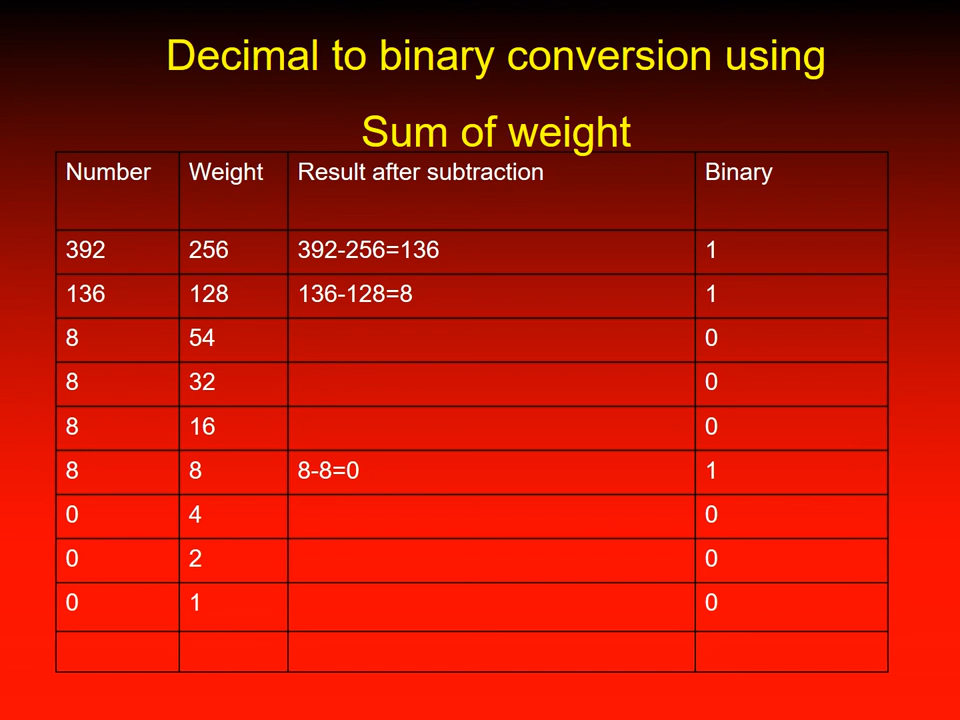 Decimal to binary conversion using
Sum of weight
Number Weight Result after subtraction Binary
392 256 392-256=136 1
136 128 136-128=8 1
8 54 0
8 32 0
8 16 0
8 8 8-8=0 1
0 4 0
0 2 0
0 1 0